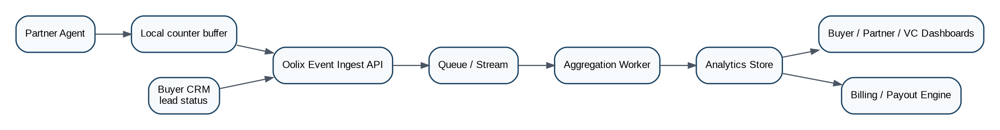 Partner Agent
Local counter buffer
Buyer CRM
lead status
Oolix Event Ingest API
Queue / Stream
Aggregation Worker
Analytics Store
Buyer / Partner / VC Dashboards
Billing / Payout Engine